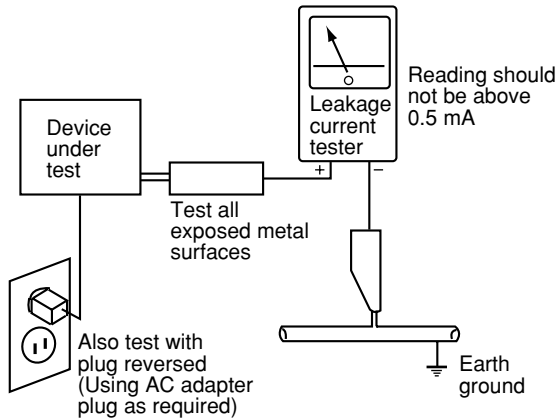 Device
under
test
Leakage
current
tester
+
–
Reading should
not be above
0.5 mA
Test all
exposed metal
surfaces
Also test with
plug reversed
(Using AC adapter
plug as required)
Earth
ground